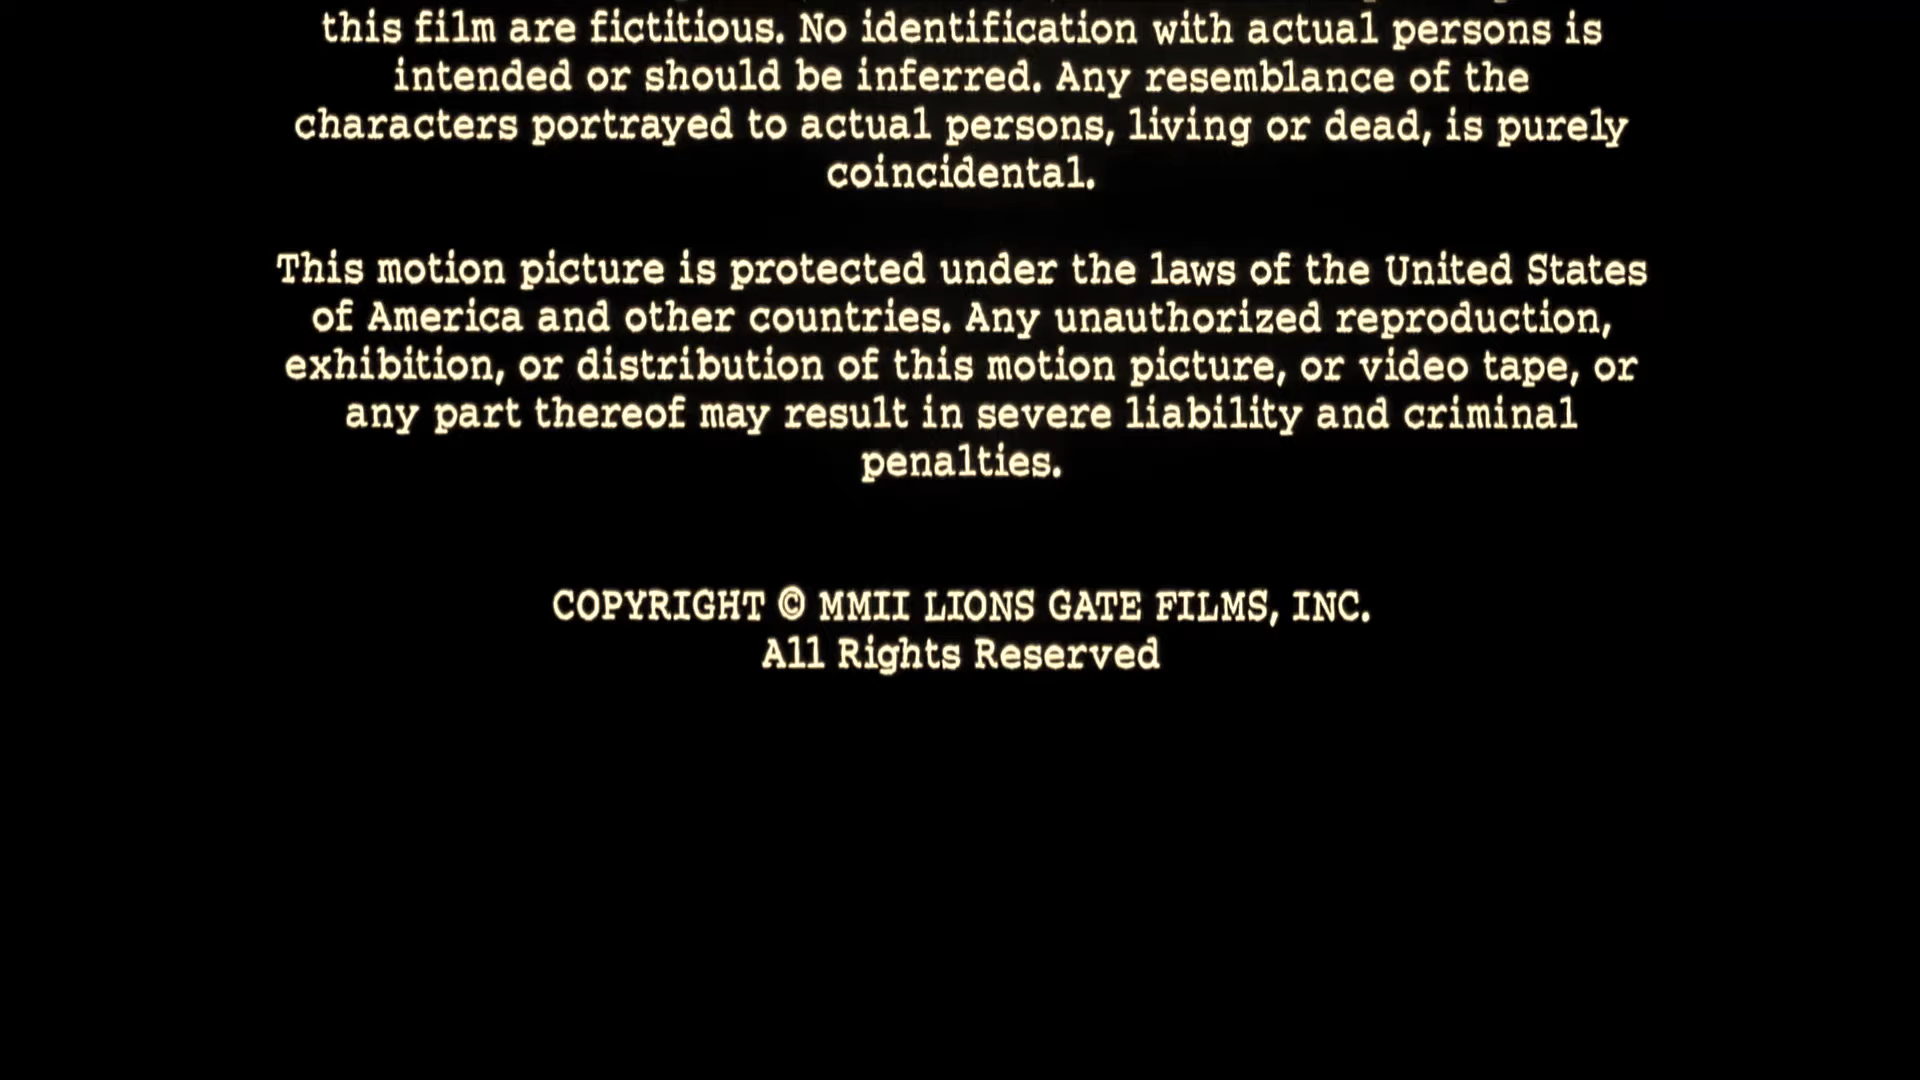 this film are fictitious. No identification with actual persons is
intended or should be inferred. Any resemblance of the
characters portrayed to actual persons, living or dead, is purely
coincidental.
This motion picture is protected under the laws of the United States
of America and other countries. Any unauthorized reproduction,
exhibition, or distribution of this motion picture, or video tape, or
any part thereof may result in severe liability and criminal
penalties.
COPYRIGHT © MMII LIONS GATE FILMS, INC.
All Rights Reserved